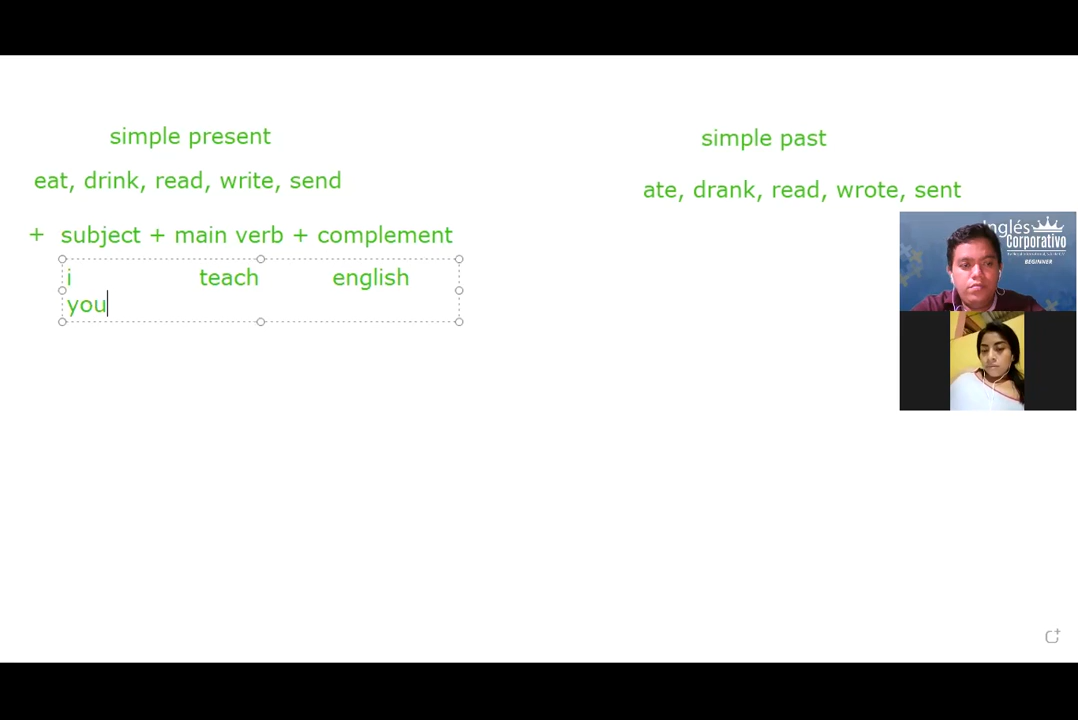 simple present
eat, drink, read, write, send
+ subject + main verb + complement
i teach english
you
simple past
ate, drank, read, wrote, sent
Inglés
Corporativo
BEGINNER